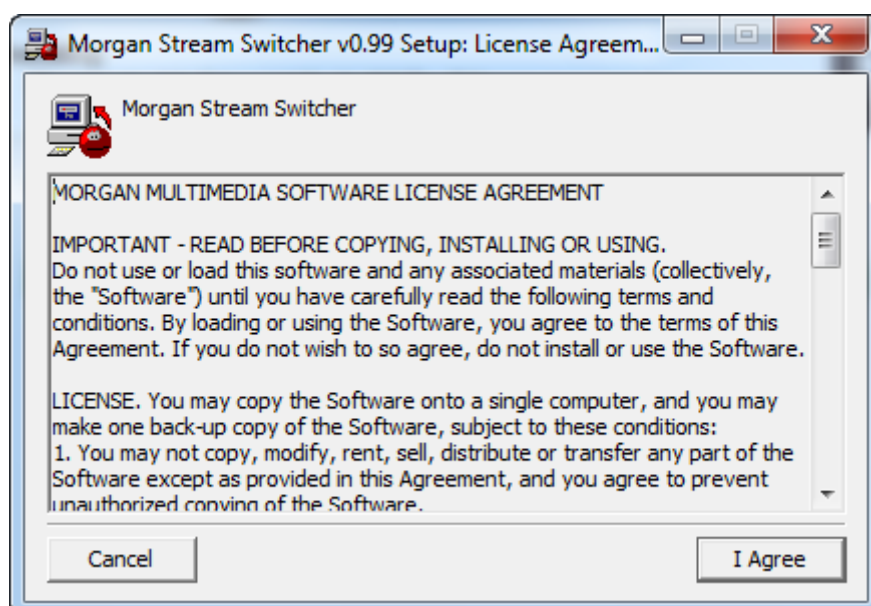 Morgan Stream Switcher v0.99 Setup: License Agreem...
Morgan Stream Switcher
MORGAN MULTIMEDIA SOFTWARE LICENSE AGREEMENT
IMPORTANT - READ BEFORE COPYING, INSTALLING OR USING.
Do not use or load this software and any associated materials (collectively,
the "Software") until you have carefully read the following terms and
conditions. By loading or using the Software, you agree to the terms of this
Agreement. If you do not wish to so agree, do not install or use the Software.
LICENSE. You may copy the Software onto a single computer, and you may
make one back-up copy of the Software, subject to these conditions:
1. You may not copy, modify, rent, sell, distribute or transfer any part of the
Software except as provided in this Agreement, and you agree to prevent
unauthorized copying of the Software.
Cancel
I Agree